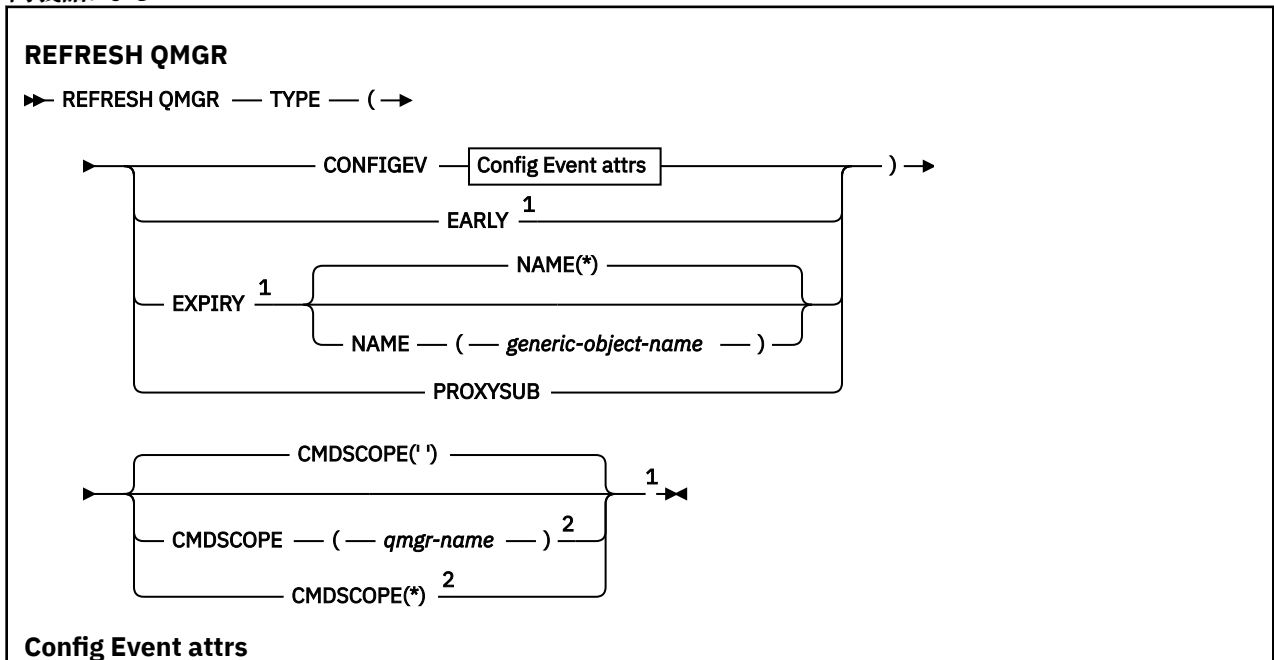 REFRESH QMGR
REFRESH QMGR TYPE (
CONFIGEV Config Event attrs )
EARLY 1
NAME(*)
EXPIRY 1
NAME ( generic-object-name )
PROXYSUB
CMDSCOPE(' ')
1
CMDSCOPE ( qmgr-name ) 2
CMDSCOPE(*) 2
Config Event attrs